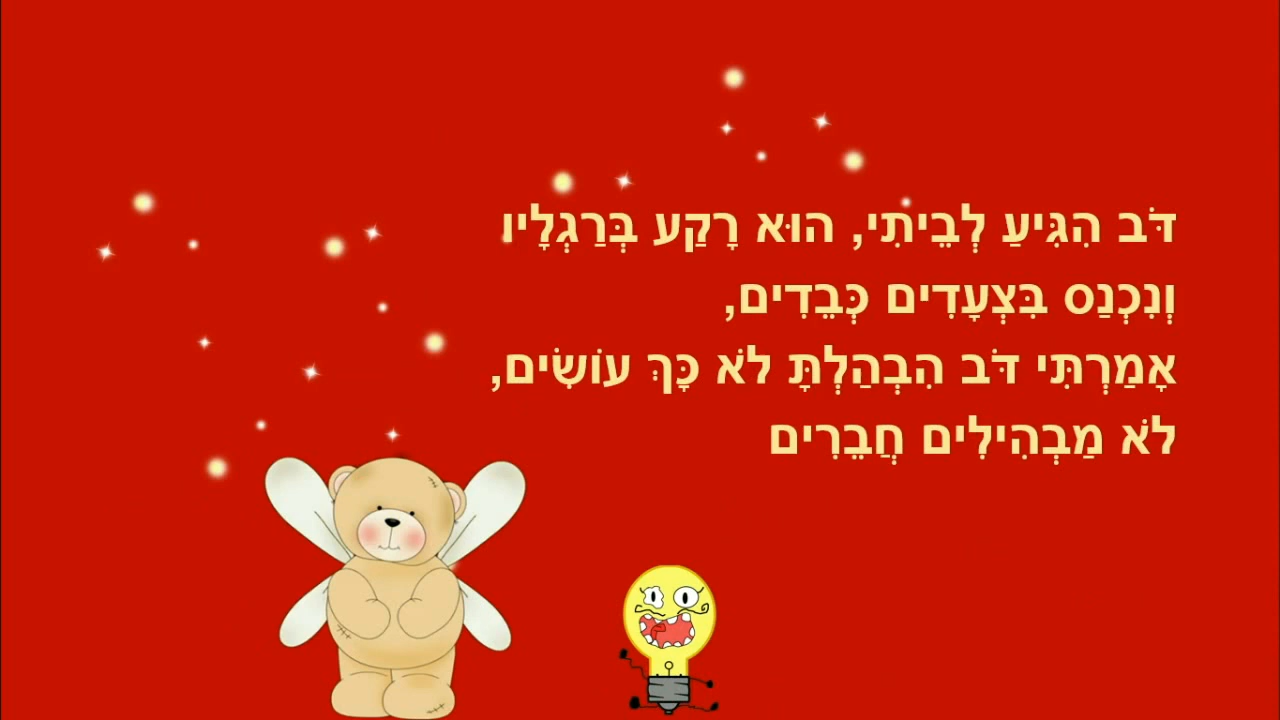 דֹּב הִגִּיעַ לְבֵיתִי, הוּא רָקַע בְּרַגְלָיו
וְנִכְנַס בִּצְעָדִים כְּבֵדִים,
אָמַרְתִּי דֹּב הִבְהַלְתָּ לֹא כָּךְ עוֹשִׂים,
לֹא מַבְהִילִים חֲבֵרִים